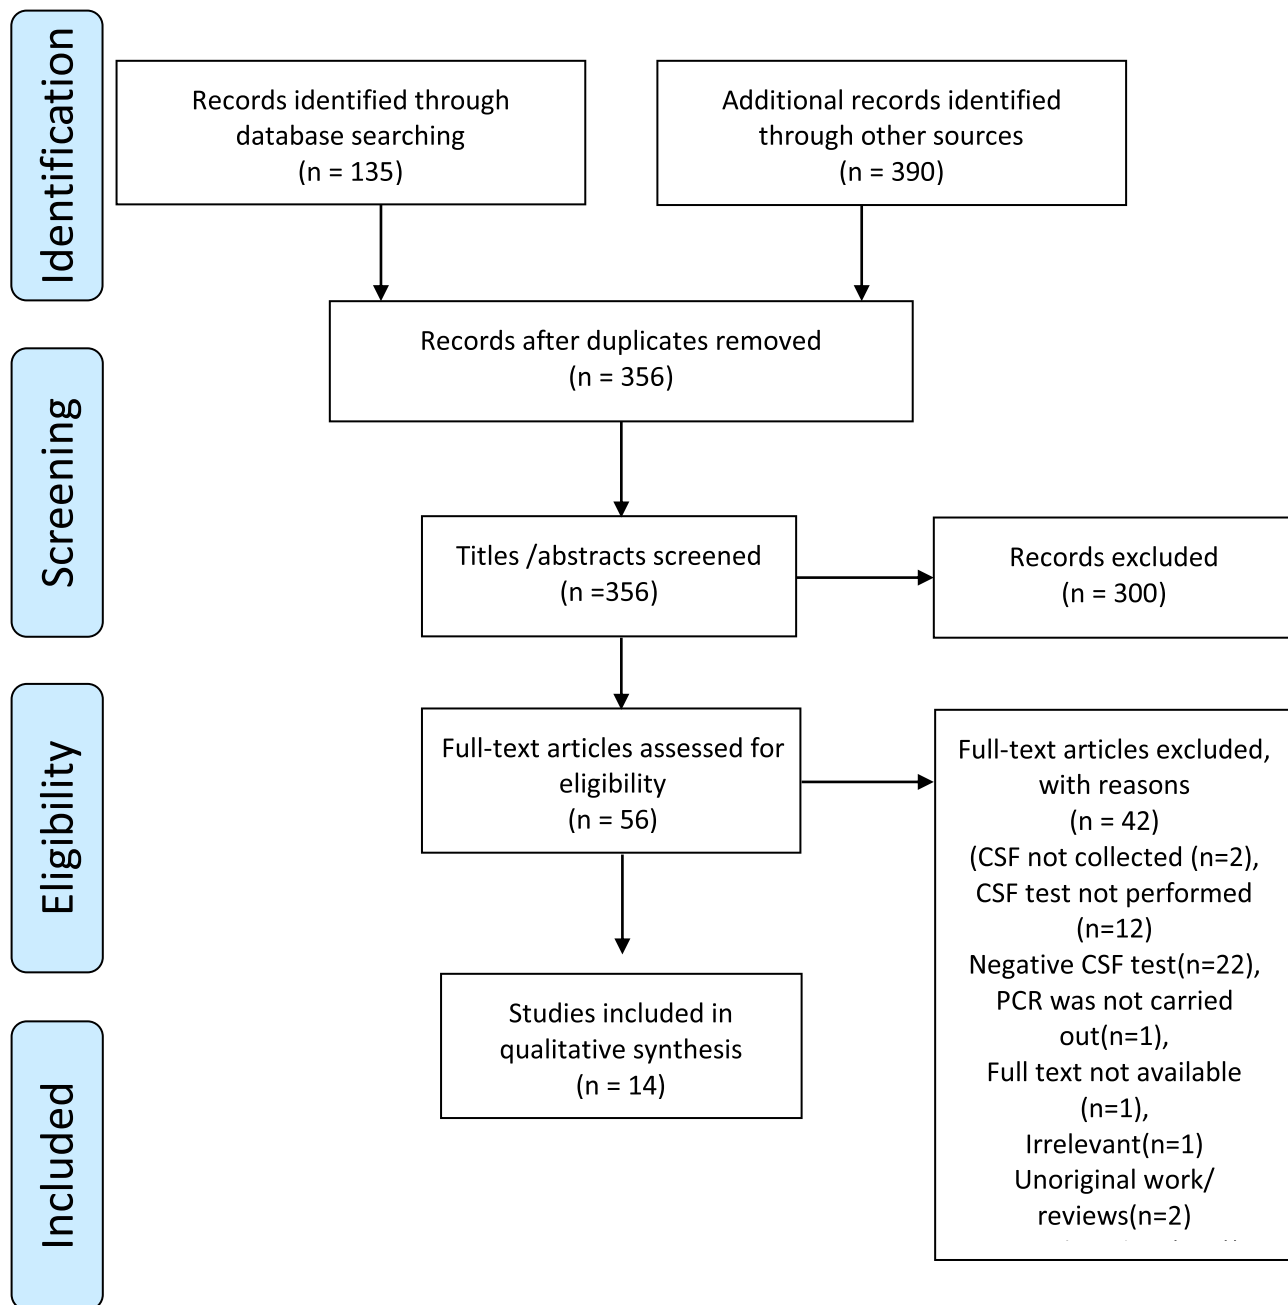 Identification
Records identified through
database searching
(n = 135)
Additional records identified
through other sources
(n = 390)
Records after duplicates removed
(n = 356)
Screening
Titles /abstracts screened
(n =356)
Records excluded
(n = 300)
Eligibility
Full-text articles assessed for
eligibility
(n = 56)
Full-text articles excluded,
with reasons
(n = 42)
(CSF not collected (n=2),
CSF test not performed
(n=12)
Negative CSF test(n=22),
PCR was not carried
out(n=1),
Full text not available
(n=1),
Irrelevant(n=1)
Unoriginal work/
reviews(n=2)
Included
Studies included in
qualitative synthesis
(n = 14)